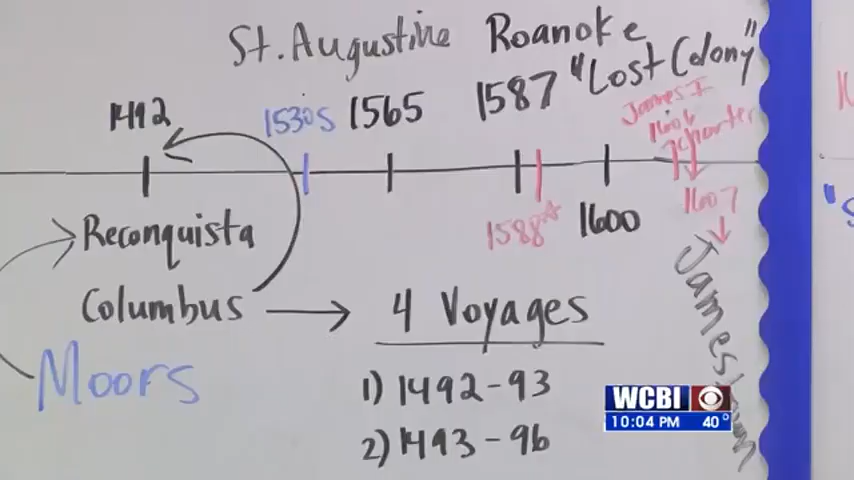 St. Augustine Roanoke
"Lost Colony"
1492 1530s 1565 1587
James I
1606
charter
1588* 1600 1607
Reconquista
Columbus → 4 Voyages
Jamestown
Moors
1) 1492-93
2) 1493-96
WCBI
10:04 PM 40°